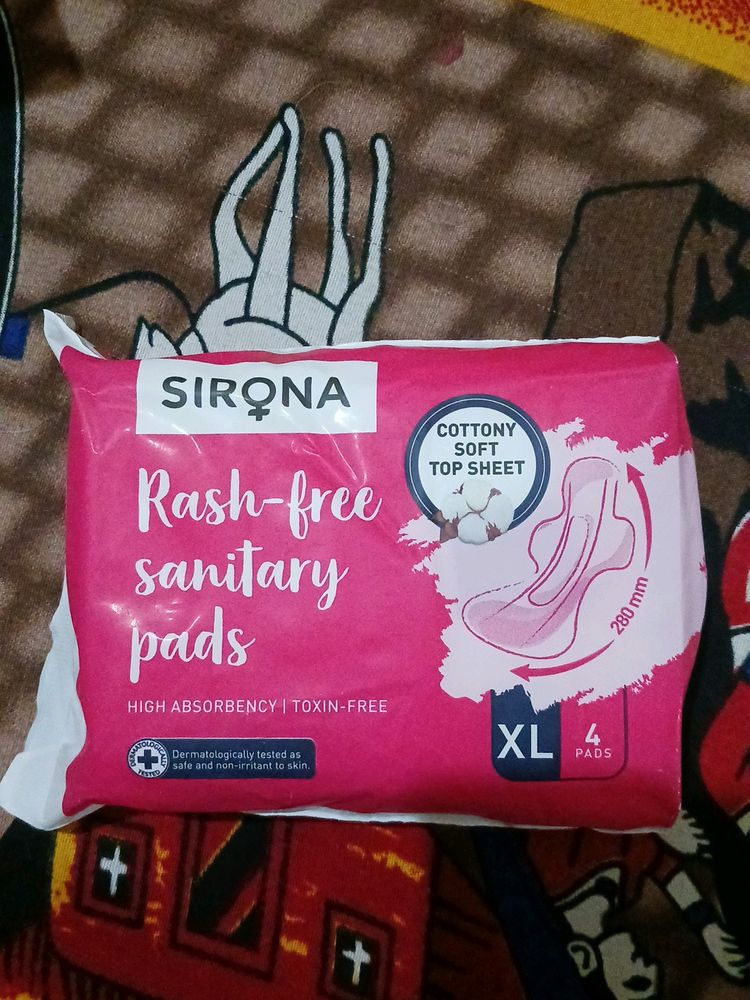 SIRONA
COTTONY
SOFT
TOP SHEET
Rash-free
sanitary
pads
280 mm
HIGH ABSORBENCY | TOXIN-FREE
XL
4
PADS
DERMATOLOGICALLY
TESTED
Dermatologically tested as
safe and non-irritant to skin.